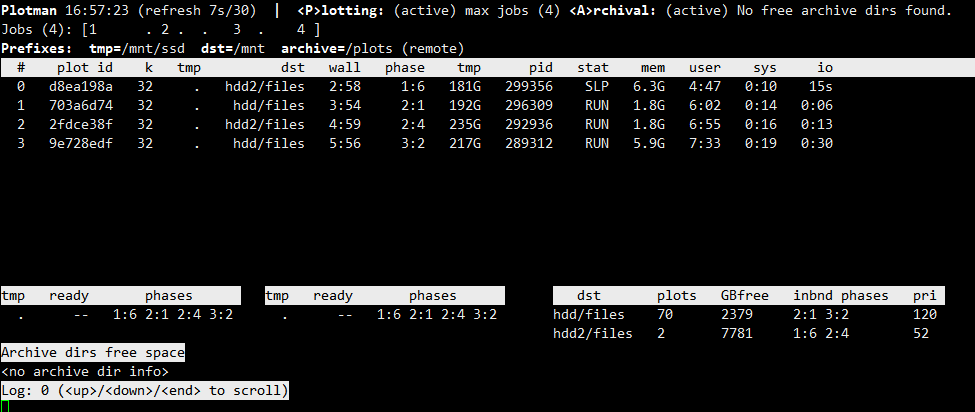 Plotman 16:57:23 (refresh 7s/30)  |  <P>lotting: (active) max jobs (4) <A>rchival: (active) No free archive dirs found.
Jobs (4): [1      . 2 .  .   3  .    4 ]
Prefixes:  tmp=/mnt/ssd  dst=/mnt  archive=/plots (remote)
#   plot id   k   tmp          dst   wall   phase   tmp      pid   stat    mem   user    sys     io
0   d8ea198a   32     .   hdd2/files   2:58     1:6   181G   299356    SLP   6.3G   4:47   0:10    15s
1   703a6d74   32     .    hdd/files   3:54     2:1   192G   296309    RUN   1.8G   6:02   0:14   0:06
2   2fdce38f   32     .   hdd2/files   4:59     2:4   235G   292936    RUN   1.8G   6:55   0:16   0:13
3   9e728edf   32     .    hdd/files   5:56     3:2   217G   289312    RUN   5.9G   7:33   0:19   0:30
tmp   ready       phases        tmp   ready       phases           dst       plots   GBfree   inbnd phases   pri
.      --   1:6 2:1 2:4 3:2      .      --   1:6 2:1 2:4 3:2      hdd/files    70      2379     2:1 3:2        120
hdd2/files   2       7781     1:6 2:4        52
Archive dirs free space
<no archive dir info>
Log: 0 (<up>/<down>/<end> to scroll)